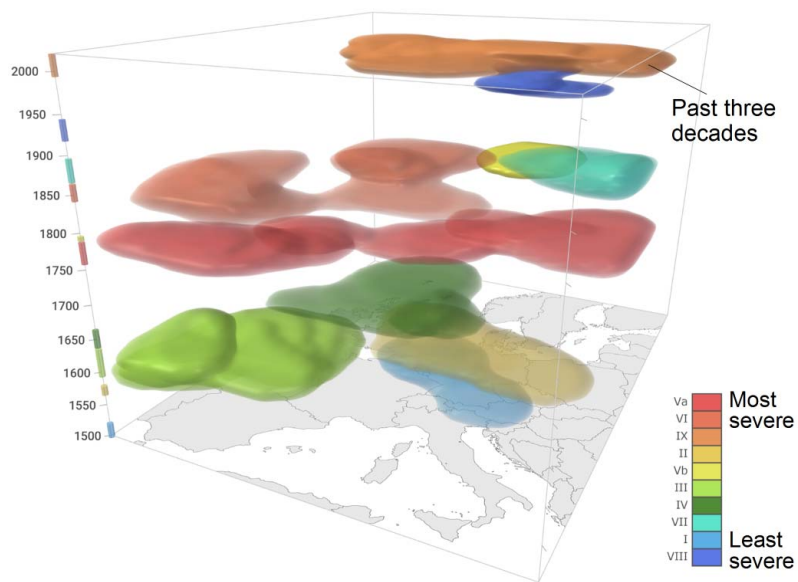 2000
1950
1900
1850
1800
1750
1700
1650
1600
1550
1500
Past three
decades
Va
VI
IX
II
Vb
III
IV
VII
I
VIII
Most
severe
Least
severe